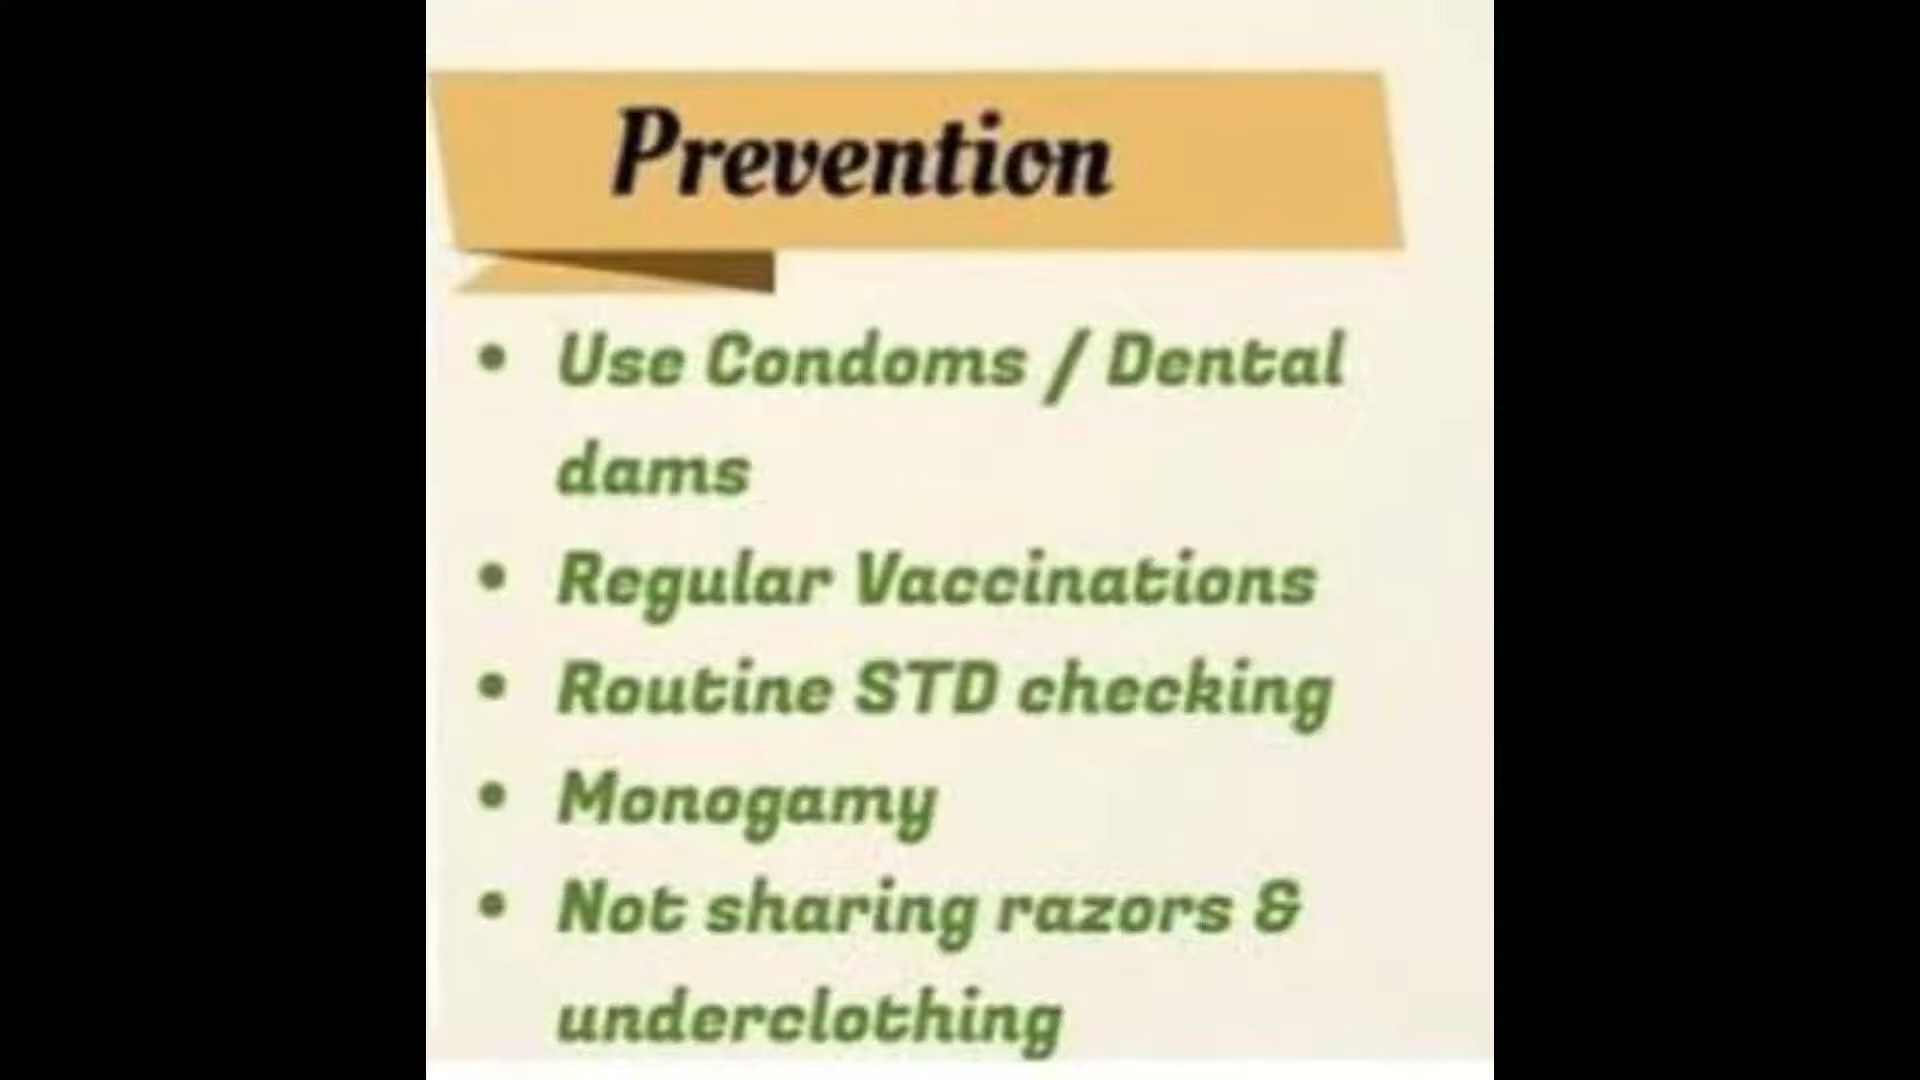 Prevention
• Use Condoms / Dental
dams
• Regular Vaccinations
• Routine STD checking
• Monogamy
• Not sharing razors &
underclothing